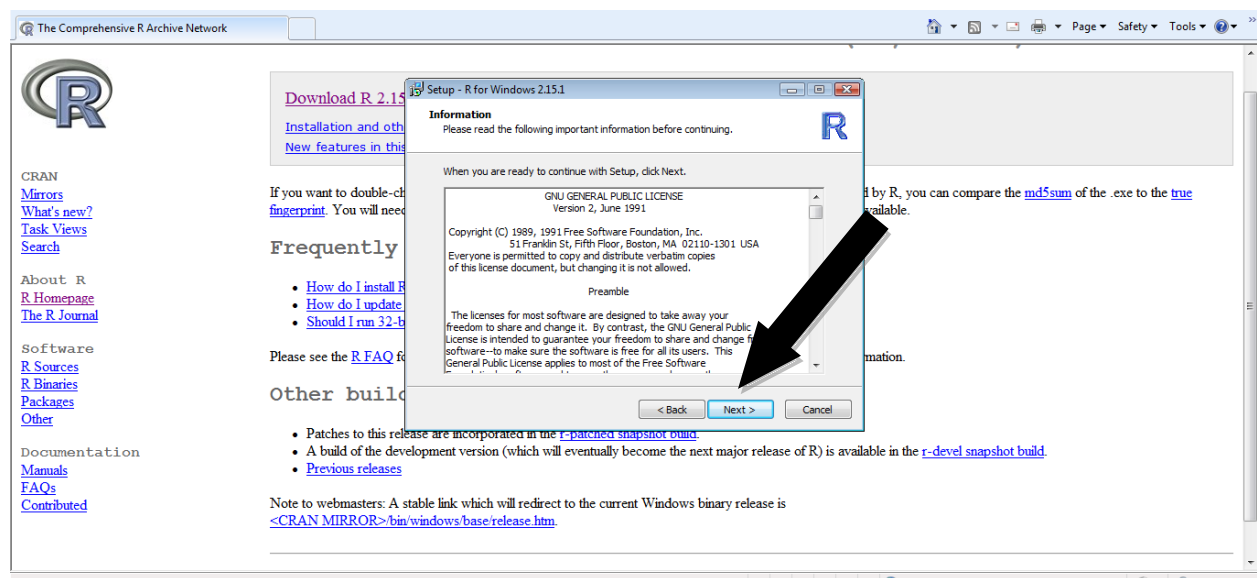 The Comprehensive R Archive Network
Page
Safety
Tools
R
CRAN
Mirrors
What's new?
Task Views
Search
About R
R Homepage
The R Journal
Software
R Sources
R Binaries
Packages
Other
Documentation
Manuals
FAQs
Contributed
Download R 2.15
Installation and oth
New features in this
If you want to double-ch
d by R, you can compare the md5sum of the .exe to the true
fingerprint. You will need
vailable.
Frequently
How do I install R
How do I update
Should I run 32-b
Please see the R FAQ fo
mation.
Other build
Patches to this release are incorporated in the r-patched snapshot build.
A build of the development version (which will eventually become the next major release of R) is available in the r-devel snapshot build.
Previous releases
Note to webmasters: A stable link which will redirect to the current Windows binary release is
<CRAN MIRROR>/bin/windows/base/release.htm.
Setup - R for Windows 2.15.1
Information
Please read the following important information before continuing.
R
When you are ready to continue with Setup, click Next.
GNU GENERAL PUBLIC LICENSE
Version 2, June 1991
Copyright (C) 1989, 1991 Free Software Foundation, Inc.
51 Franklin St, Fifth Floor, Boston, MA 02110-1301 USA
Everyone is permitted to copy and distribute verbatim copies
of this license document, but changing it is not allowed.
Preamble
The licenses for most software are designed to take away your
freedom to share and change it. By contrast, the GNU General Public
License is intended to guarantee your freedom to share and change f
software--to make sure the software is free for all its users. This
General Public License applies to most of the Free Software
< Back
Next >
Cancel